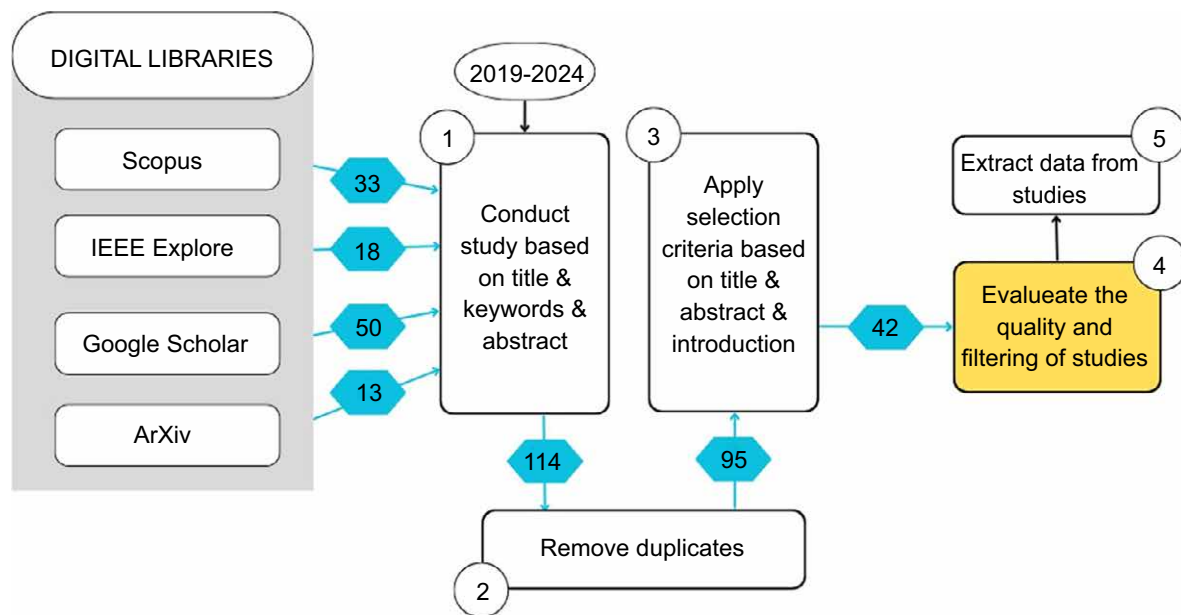 DIGITAL LIBRARIES
Scopus
IEEE Explore
Google Scholar
ArXiv
33
18
50
13
2019-2024
1
Conduct
study based
on title &
keywords &
abstract
114
2
Remove duplicates
95
3
Apply
selection
criteria based
on title &
abstract &
introduction
42
4
Evalueate the
quality and
filtering of
studies
5
Extract data from
studies